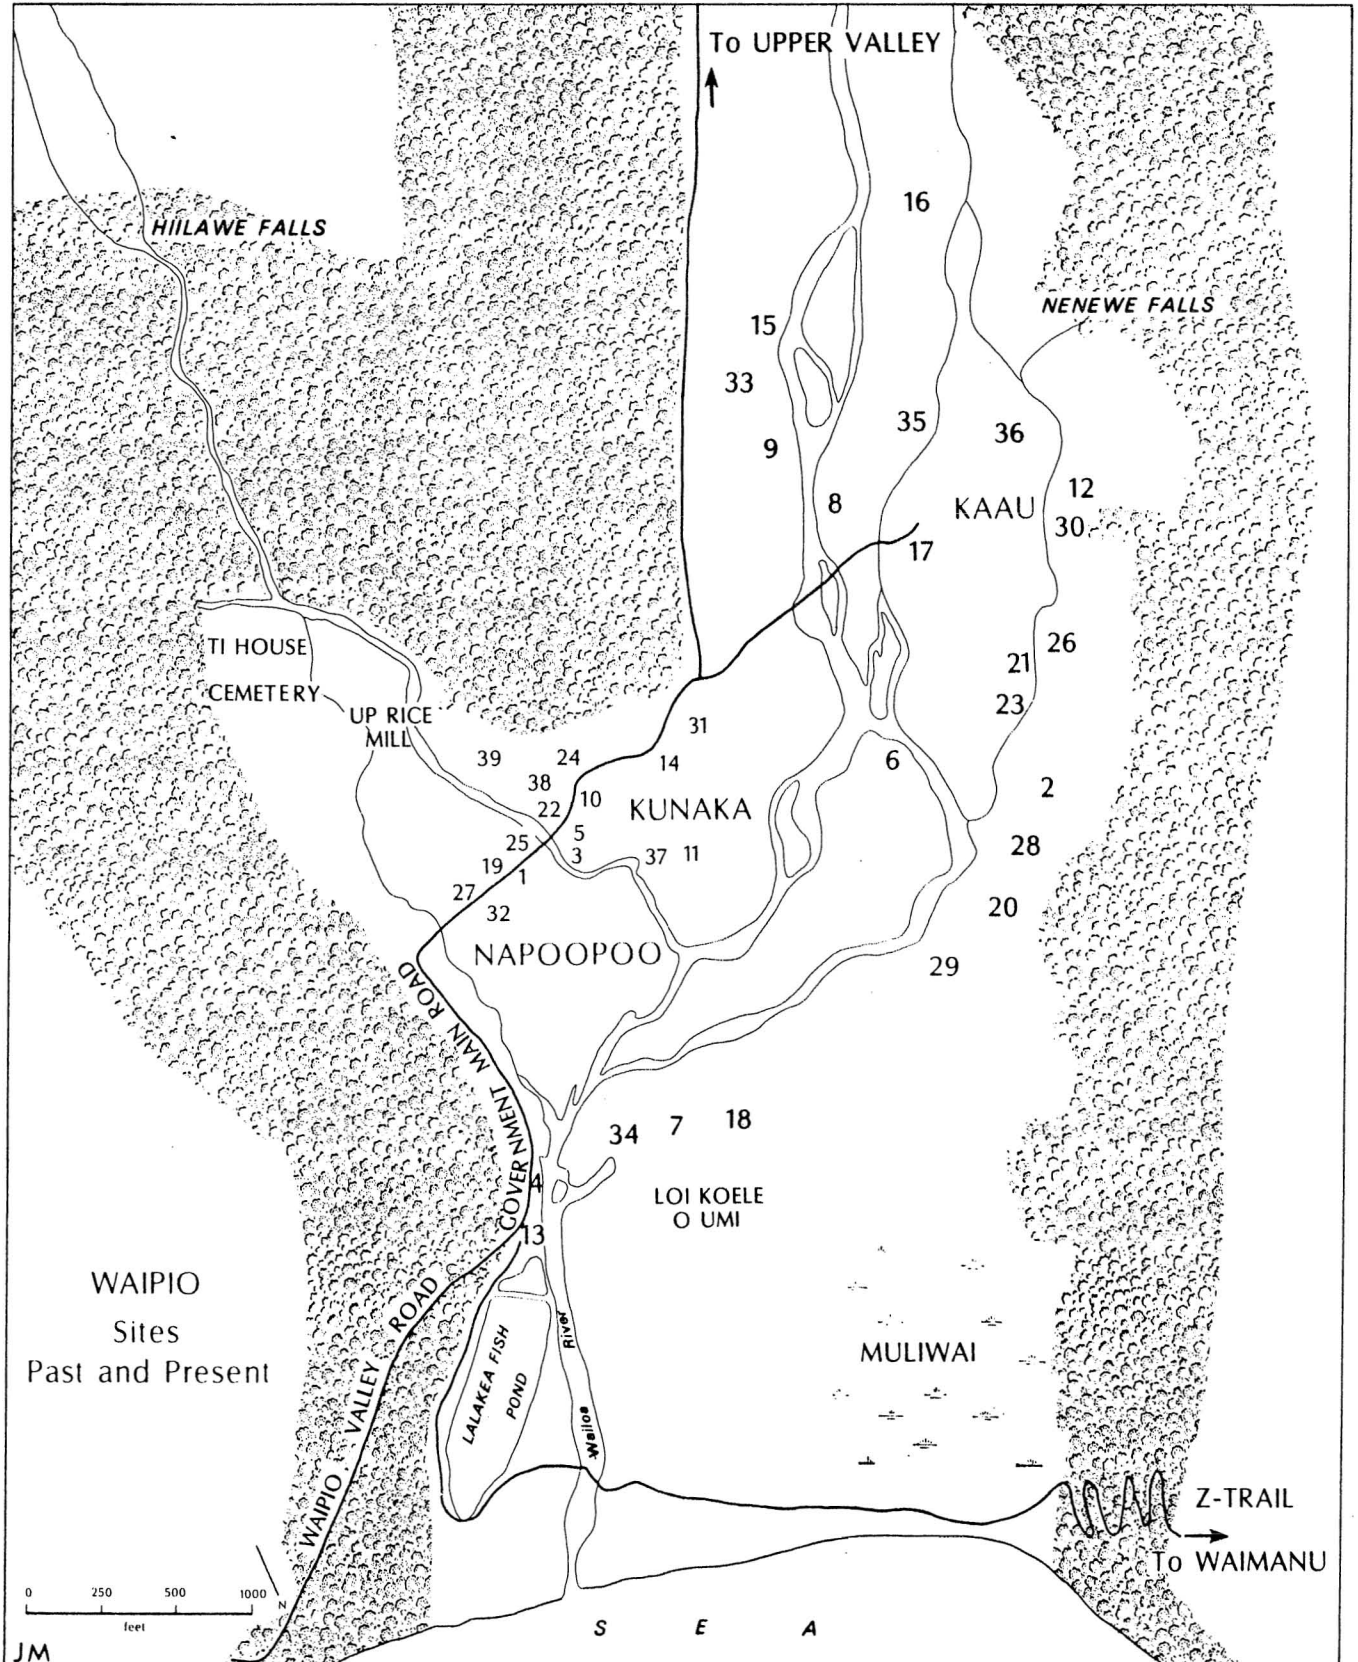 To UPPER VALLEY
16
HIILAWE FALLS
NENEWE FALLS
15
33
35
36
9
12
8
KAAU
30
17
TI HOUSE
26
21
CEMETERY
23
UP RICE
MILL
31
39
24
14
6
38
2
22
10
KUNAKA
5
25
28
3
37
11
19
1
27
20
32
NAPOOPOO
29
GOVERNMENT MAIN ROAD
34
7
18
4
LOI KOELE
O UMI
13
WAIPIO
Sites
Past and Present
WAIPIO VALLEY ROAD
LALAKEA FISH
POND
Wailoa River
MULIWAI
Z-TRAIL
To WAIMANU
0 250 500 1000
feet
N
S E A
JM